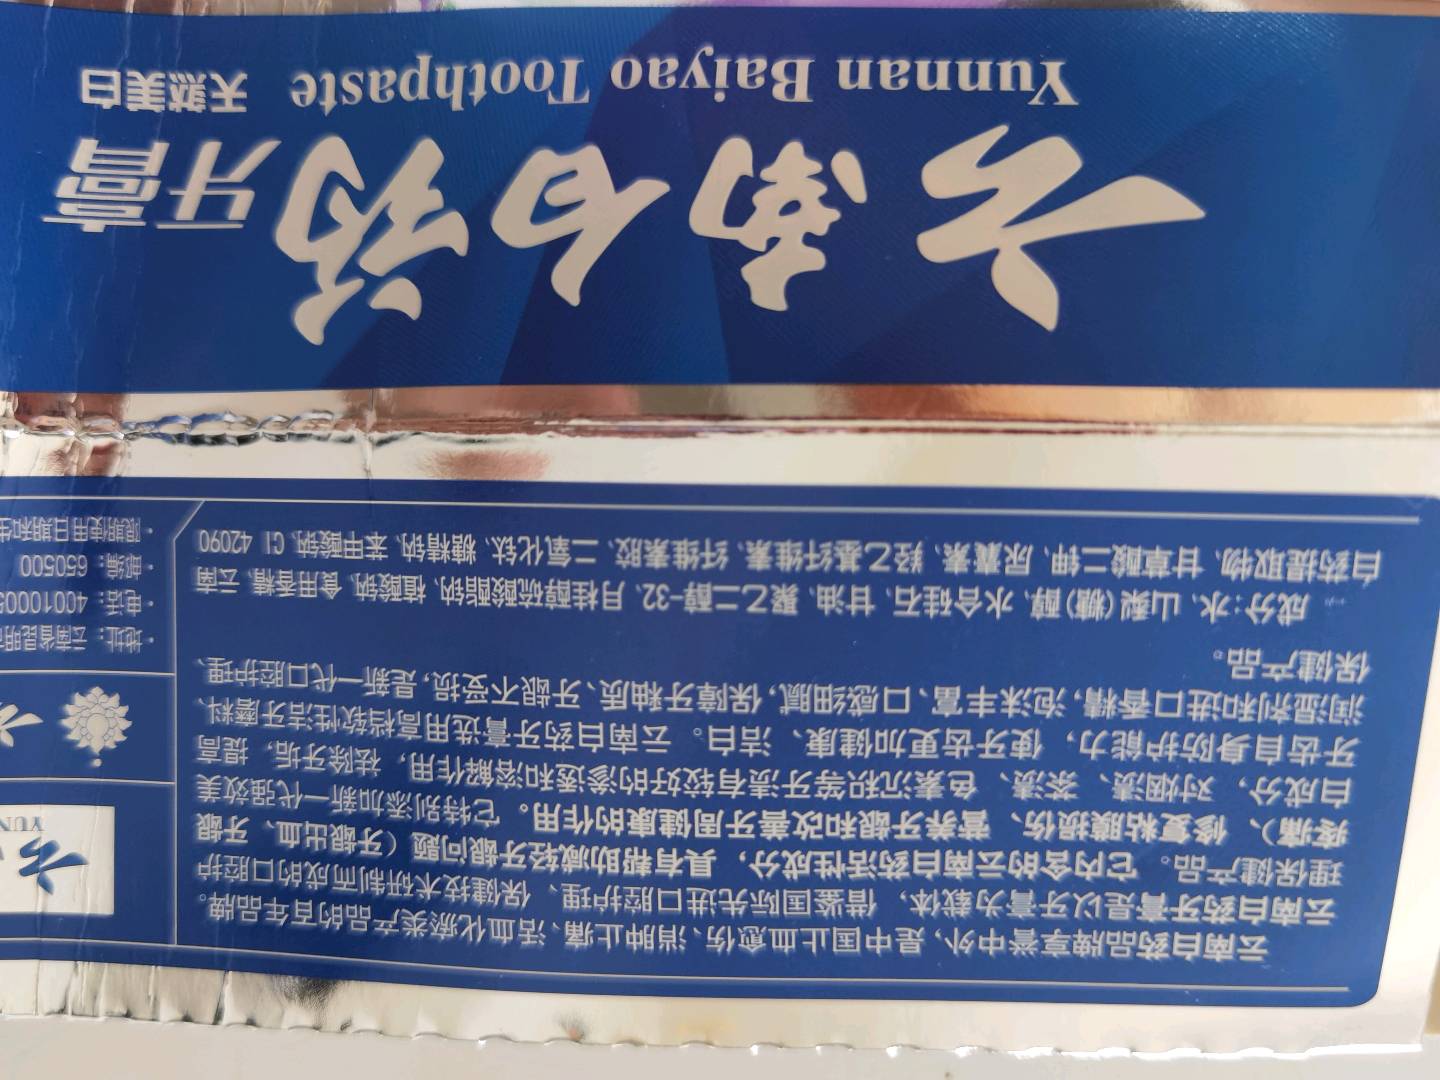 云南白药品牌享誉中外,是中国止血愈伤、消肿止痛、活血化瘀类产品的百年品牌。
云南白药牙膏是以牙膏为载体，借鉴国际先进口腔护理、保健技术研制而成的口腔护
理保健产品。它内含的云南白药活性成分，具有帮助减轻牙龈问题（牙龈出血、牙龈
疼痛）、修复粘膜损伤、营养牙龈和改善牙周健康的作用。它特别添加新一代强效美
白成分，对烟渍、茶渍、色素沉积等牙渍有较好的渗透和溶解作用，祛除牙垢，提高
牙齿自身防护能力，使牙齿更加健康、洁白。云南白药牙膏选用高档软性洁牙磨料、
润湿剂和进口香精,泡沫丰富、口感细腻,保障牙釉质、牙龈不受损,是新一代口腔护理、
保健产品。
成分:水、山梨(糖)醇、水合硅石、甘油、聚乙二醇-32、月桂醇硫酸酯钠、植酸钠、食用香精、云南
白药提取物、甘草酸二钾、尿囊素、羟乙基纤维素、纤维素胶、二氧化钛、糖精钠、苯甲酸钠、CI 42090
YUN
·地址：云南省昆明
·电话：40010005
·邮编：650500
·限期使用日期和生
云南白药
牙膏
Yunnan Baiyao Toothpaste
天然美白